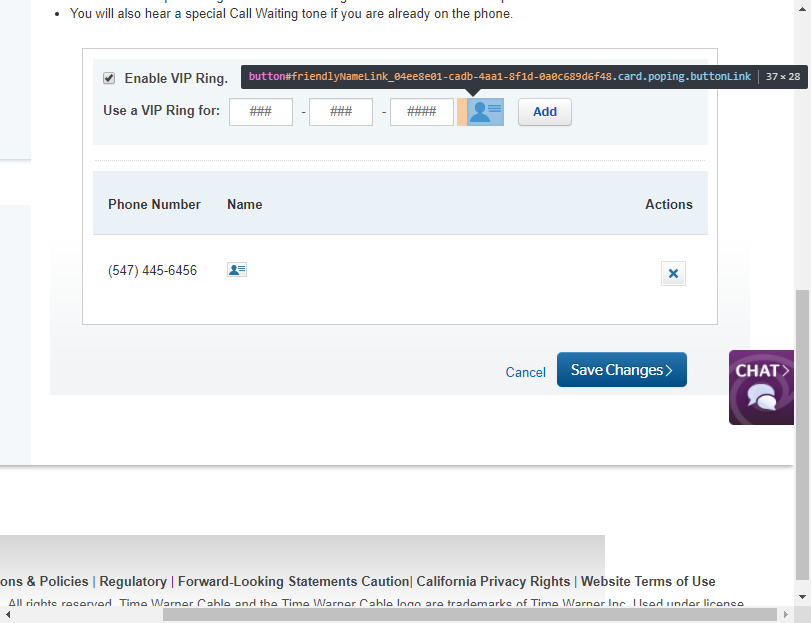 You will also hear a special Call Waiting tone if you are already on the phone.
Enable VIP Ring.
button#friendlyNameLink_04ee8e01-cadb-4aa1-8f1d-0a0c689d6f48.card.poping.buttonLink | 37 × 28
Use a VIP Ring for: ### - ### - #### Add
Phone Number Name Actions
(547) 445-6456
Cancel Save Changes
CHAT
ons & Policies | Regulatory | Forward-Looking Statements Caution| California Privacy Rights | Website Terms of Use
All rights reserved. Time Warner Cable and the Time Warner Cable logo are trademarks of Time Warner Inc. Used under license